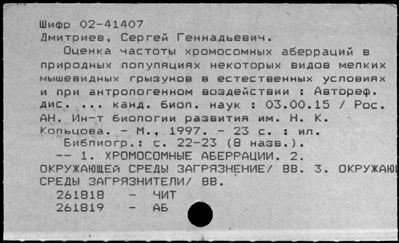 Шифр 02-41407
Дмитриев, Сергей Геннадьевич.
Оценка частоты хромосомных аберраций в
природных популяциях некоторых видов мелких
мышевидных грызунов в естественных условиях
и при антропогенном воздействии : Автореф.
дис. ... канд. биол. наук : 03.00.15 / Рос.
АН. Ин-т биологии развития им. Н. К.
Кольцова. - М., 1997. - 23 с. : ил.
Библиогр.: с. 22-23 (8 назв.).
-- 1. ХРОМОСОМНЫЕ АБЕРРАЦИИ. 2.
ОКРУЖАЮЩЕЙ СРЕДЫ ЗАГРЯЗНЕНИЕ/ ВВ. 3. ОКРУЖАЮ
СРЕДЫ ЗАГРЯЗНИТЕЛИ/ ВВ.
261818 - ЧИТ
261819 - АБ